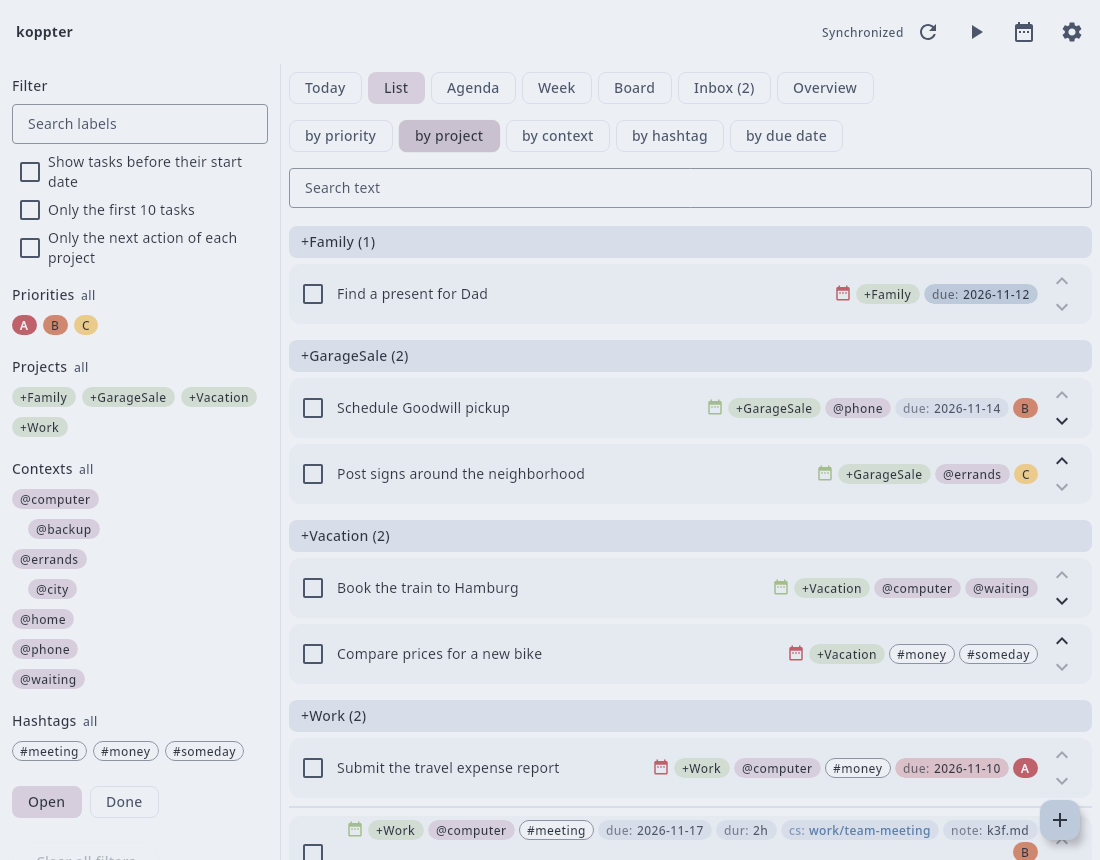 koppter
Synchronized
Filter
Search labels
Show tasks before their start
date
Only the first 10 tasks
Only the next action of each
project
Priorities all
A B C
Projects all
+Family +GarageSale +Vacation
+Work
Contexts all
@computer
@backup
@errands
@city
@home
@phone
@waiting
Hashtags all
#meeting #money #someday
Open Done
Clear all filters
Today List Agenda Week Board Inbox (2) Overview
by priority by project by context by hashtag by due date
Search text
+Family (1)
Find a present for Dad +Family due: 2026-11-12
+GarageSale (2)
Schedule Goodwill pickup +GarageSale @phone due: 2026-11-14 B
Post signs around the neighborhood +GarageSale @errands C
+Vacation (2)
Book the train to Hamburg +Vacation @computer @waiting
Compare prices for a new bike +Vacation #money #someday
+Work (2)
Submit the travel expense report +Work @computer #money due: 2026-11-10 A
+Work @computer #meeting due: 2026-11-17 dur: 2h cs: work/team-meeting note: k3f.md
B